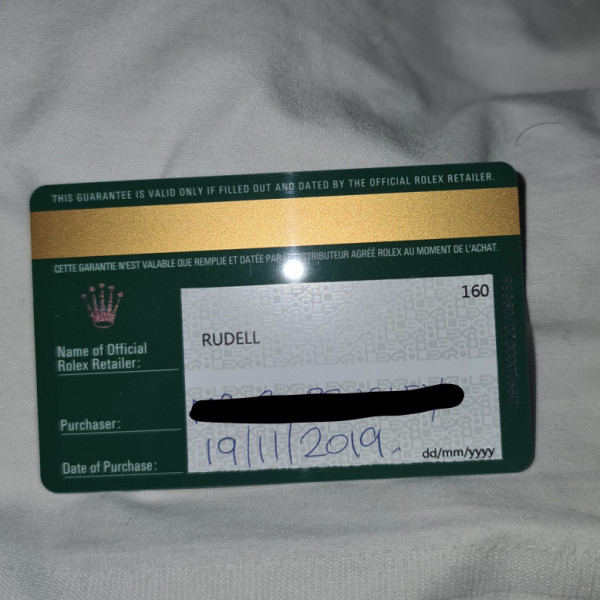 THIS GUARANTEE IS VALID ONLY IF FILLED OUT AND DATED BY THE OFFICIAL ROLEX RETAILER.
CETTE GARANTIE N'EST VALABLE QUE REMPLIE ET DATÉE PAR DISTRIBUTEUR AGRÉÉ ROLEX AU MOMENT DE L'ACHAT.
160
RUDELL
Name of Official
Rolex Retailer:
Purchaser:
19/11/2019.
Date of Purchase:
dd/mm/yyyy